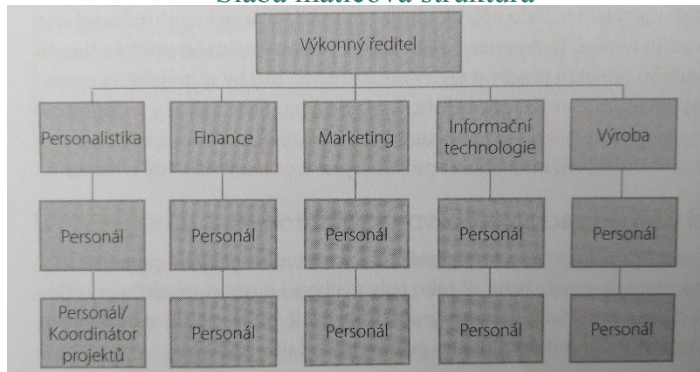 Slabá maticová struktura
Výkonný ředitel
Personalistika
Finance
Marketing
Informační
technologie
Výroba
Personál
Personál
Personál
Personál
Personál
Personál/
Koordinátor
projektů
Personál
Personál
Personál
Personál